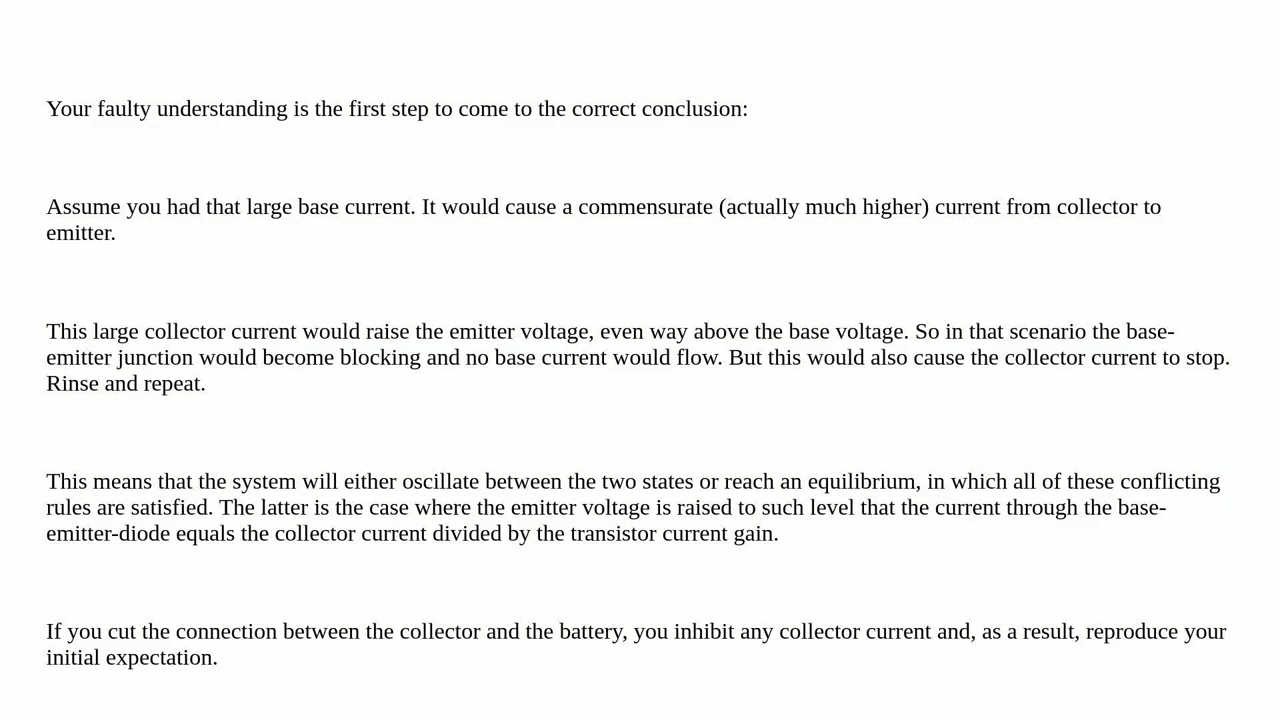 Your faulty understanding is the first step to come to the correct conclusion:
Assume you had that large base current. It would cause a commensurate (actually much higher) current from collector to
emitter.
This large collector current would raise the emitter voltage, even way above the base voltage. So in that scenario the base-
emitter junction would become blocking and no base current would flow. But this would also cause the collector current to stop.
Rinse and repeat.
This means that the system will either oscillate between the two states or reach an equilibrium, in which all of these conflicting
rules are satisfied. The latter is the case where the emitter voltage is raised to such level that the current through the base-
emitter-diode equals the collector current divided by the transistor current gain.
If you cut the connection between the collector and the battery, you inhibit any collector current and, as a result, reproduce your
initial expectation.